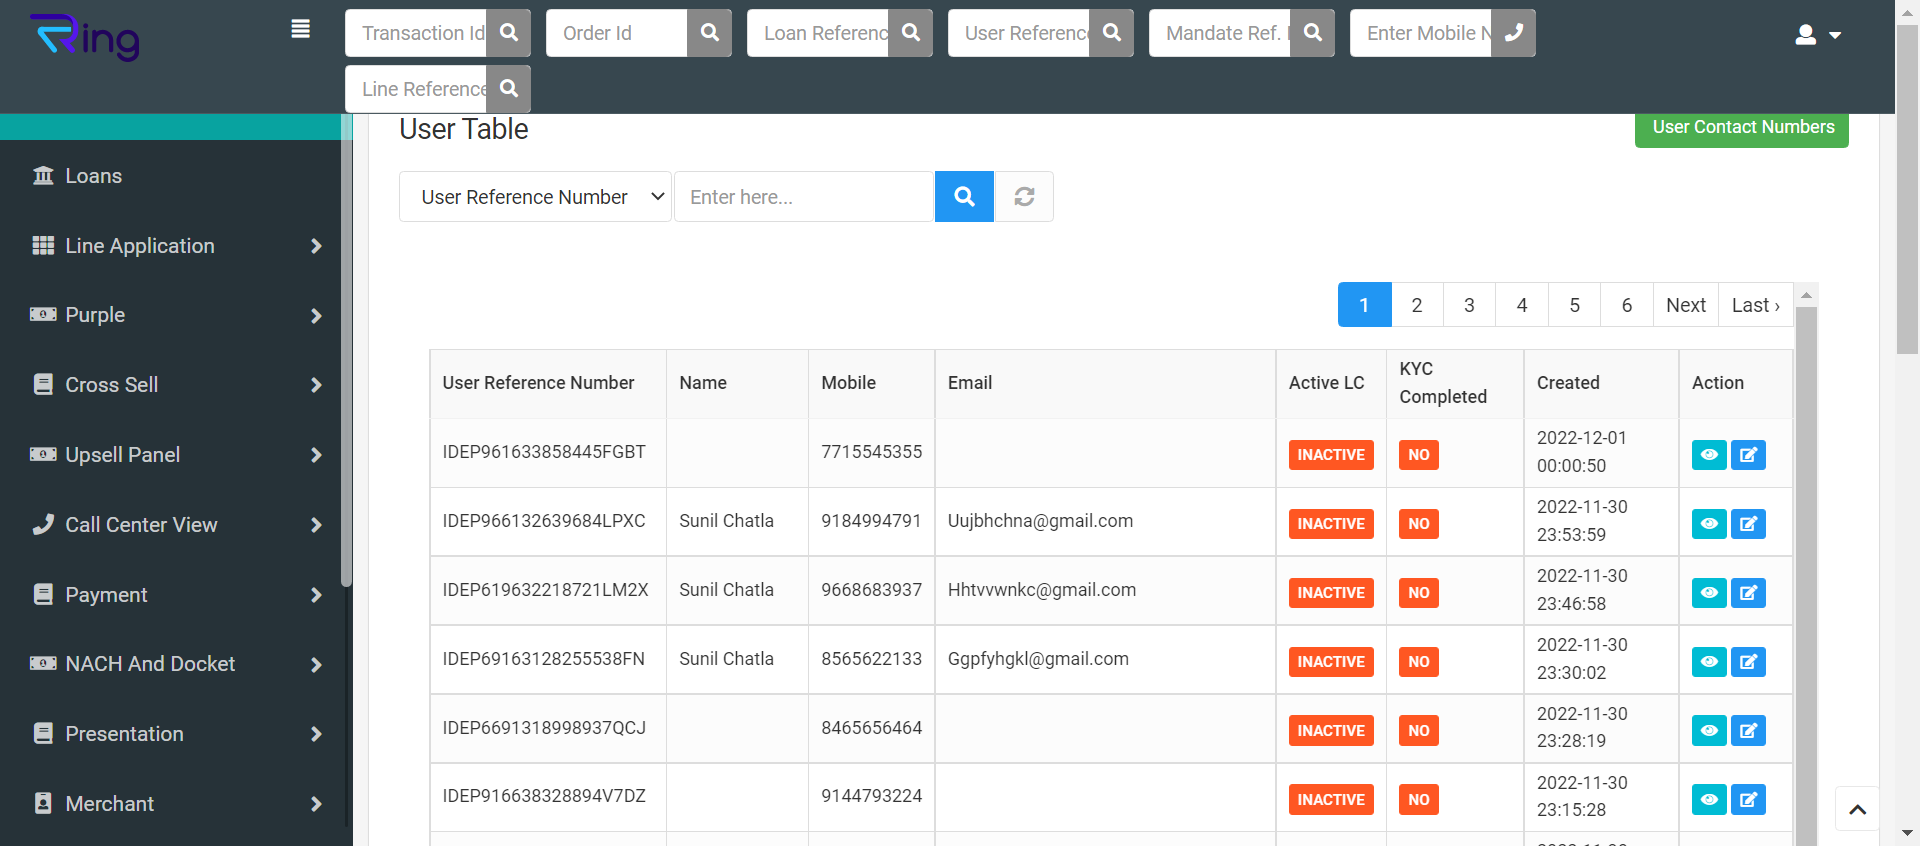 Ring
Transaction Id
Order Id
Loan Referenc
User Referenc
Mandate Ref.
Enter Mobile N
Line Reference
User Table
User Contact Numbers
Loans
Line Application
Purple
Cross Sell
Upsell Panel
Call Center View
Payment
NACH And Docket
Presentation
Merchant
User Reference Number
Enter here...
1 2 3 4 5 6 Next Last ›
User Reference Number Name Mobile Email Active LC KYC Completed Created Action
IDEP961633858445FGBT 7715545355 INACTIVE NO 2022-12-01 00:00:50
IDEP966132639684LPXC Sunil Chatla 9184994791 Uujbhchna@gmail.com INACTIVE NO 2022-11-30 23:53:59
IDEP619632218721LM2X Sunil Chatla 9668683937 Hhtvvwnkc@gmail.com INACTIVE NO 2022-11-30 23:46:58
IDEP69163128255538FN Sunil Chatla 8565622133 Ggpfyhgkl@gmail.com INACTIVE NO 2022-11-30 23:30:02
IDEP6691318998937QCJ 8465656464 INACTIVE NO 2022-11-30 23:28:19
IDEP916638328894V7DZ 9144793224 INACTIVE NO 2022-11-30 23:15:28